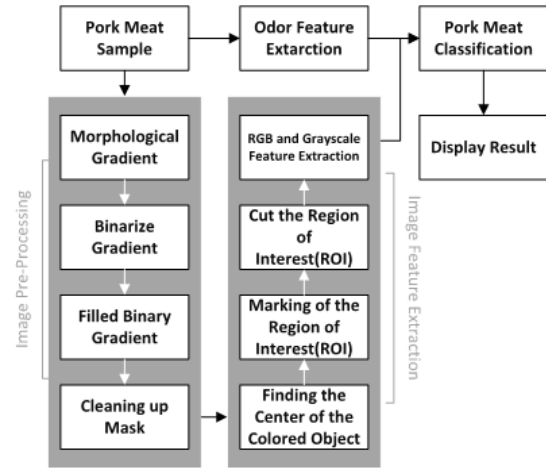 Pork Meat
Sample
Odor Feature
Extarction
Pork Meat
Classification
Display Result
Image Pre-Processing
Morphological
Gradient
Binarize
Gradient
Filled Binary
Gradient
Cleaning up
Mask
RGB and Grayscale
Feature Extraction
Cut the Region
of
Interest(ROI)
Marking of the
the Region of
Interest(ROI)
Finding the
Center of the
Colored Object
Image Feature Extraction